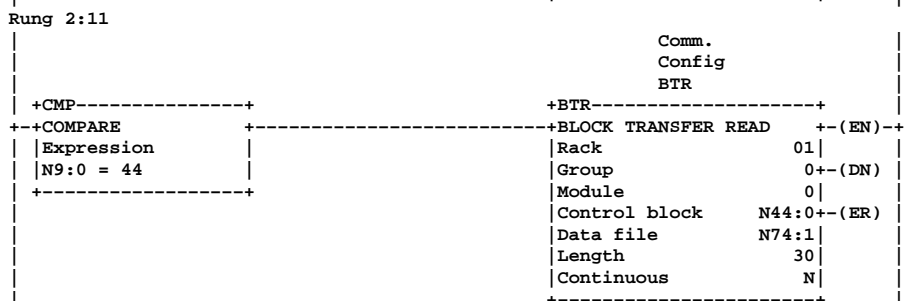 Rung 2:11
Comm.
Config
BTR
+CMP---------------+ +BTR--------------------+
+-+COMPARE +--------------------------+BLOCK TRANSFER READ +-(EN)-+
|Expression | |Rack 01|
|N9:0 = 44 | |Group 0+-(DN)
+------------------+ |Module 0|
|Control block N44:0+-(ER)
|Data file N74:1|
|Length 30|
|Continuous N|
+-----------------------+